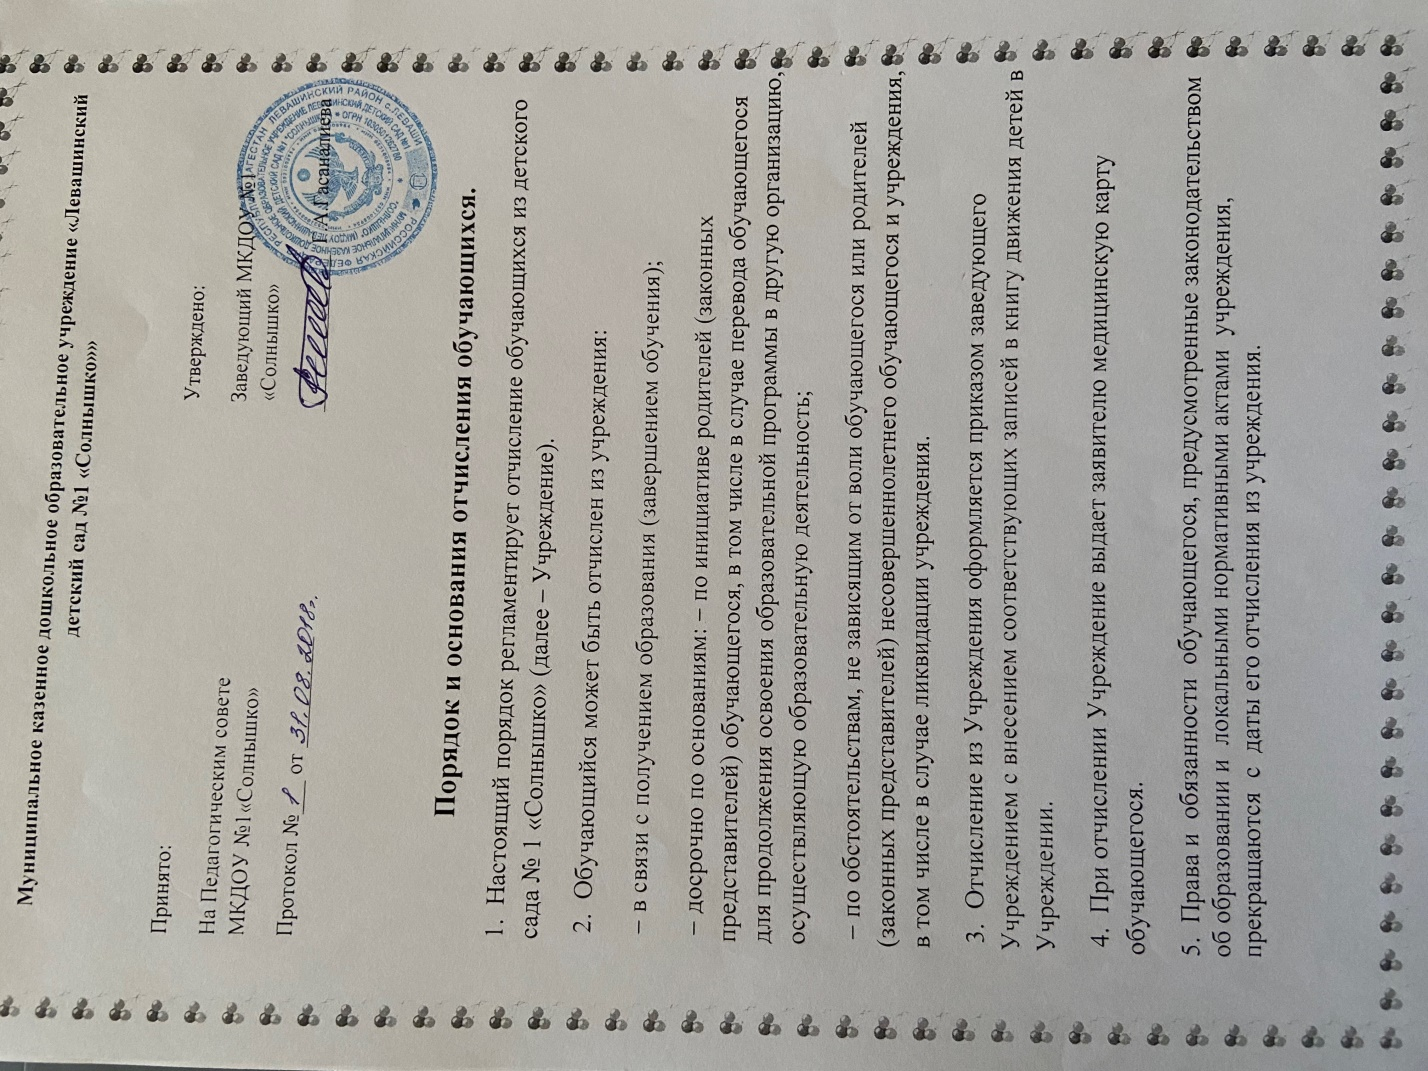 Муниципальное казенное дошкольное образовательное учреждение «Левашинский
детский сад №1 «Солнышко»»
Принято:
На Педагогическом совете
МКДОУ №1«Солнышко»
Протокол № 1 от 31.08.2018г.
Утверждено:
Заведующий МКДОУ №1
«Солнышко»
Г.А.Гасаналиева
Порядок и основания отчисления обучающихся.
1. Настоящий порядок регламентирует отчисление обучающихся из детского
сада № 1 «Солнышко» (далее – Учреждение).
2. Обучающийся может быть отчислен из учреждения:
– в связи с получением образования (завершением обучения);
– досрочно по основаниям: – по инициативе родителей (законных
представителей) обучающегося, в том числе в случае перевода обучающегося
для продолжения освоения образовательной программы в другую организацию,
осуществляющую образовательную деятельность;
– по обстоятельствам, не зависящим от воли обучающегося или родителей
(законных представителей) несовершеннолетнего обучающегося и учреждения,
в том числе в случае ликвидации учреждения.
3. Отчисление из Учреждения оформляется приказом заведующего
Учреждением с внесением соответствующих записей в книгу движения детей в
Учреждении.
4. При отчислении Учреждение выдает заявителю медицинскую карту
обучающегося.
5. Права и обязанности обучающегося, предусмотренные законодательством
об образовании и локальными нормативными актами учреждения,
прекращаются с даты его отчисления из учреждения.